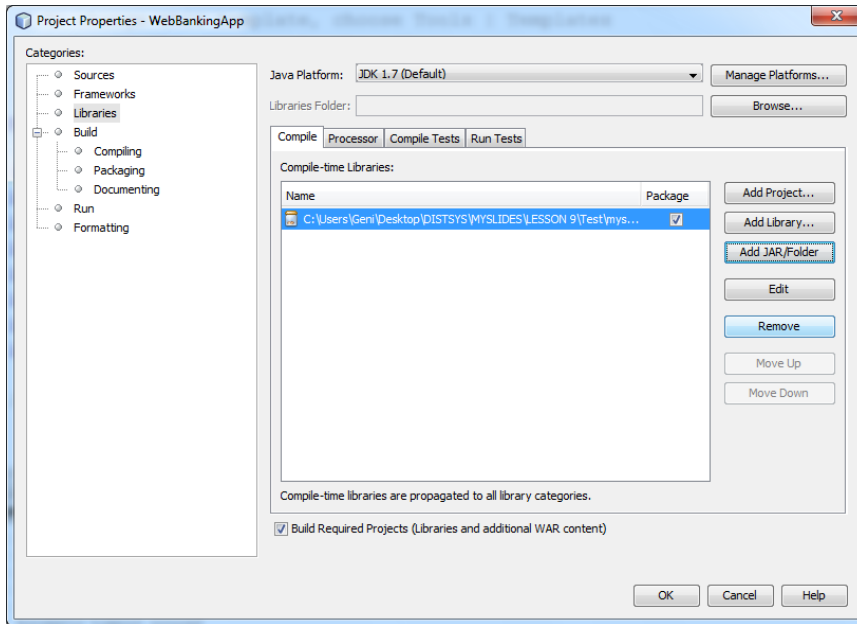 Project Properties - WebBankingApp
plate, choose Tools | Templates
Categories:
Sources
Frameworks
Libraries
Build
Compiling
Packaging
Documenting
Run
Formatting
Java Platform: JDK 1.7 (Default) Manage Platforms...
Libraries Folder: Browse...
Compile Processor Compile Tests Run Tests
Compile-time Libraries:
Name Package
C:\Users\Geni\Desktop\DISTSYS\MYSLIDES\LESSON 9\Test\mys...
Add Project...
Add Library...
Add JAR/Folder
Edit
Remove
Move Up
Move Down
Compile-time libraries are propagated to all library categories.
Build Required Projects (Libraries and additional WAR content)
OK Cancel Help